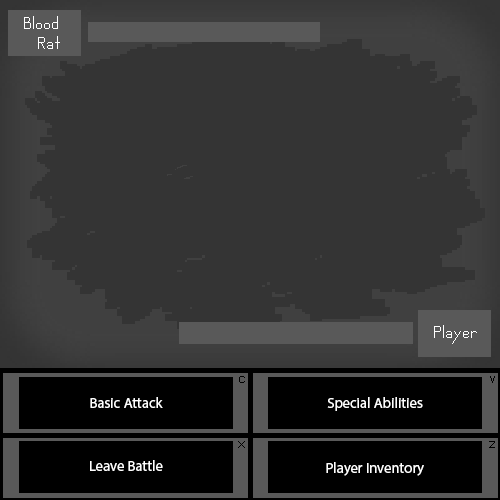 Blood
Rat
Player
C
Basic Attack
V
Special Abilities
X
Leave Battle
Z
Player Inventory